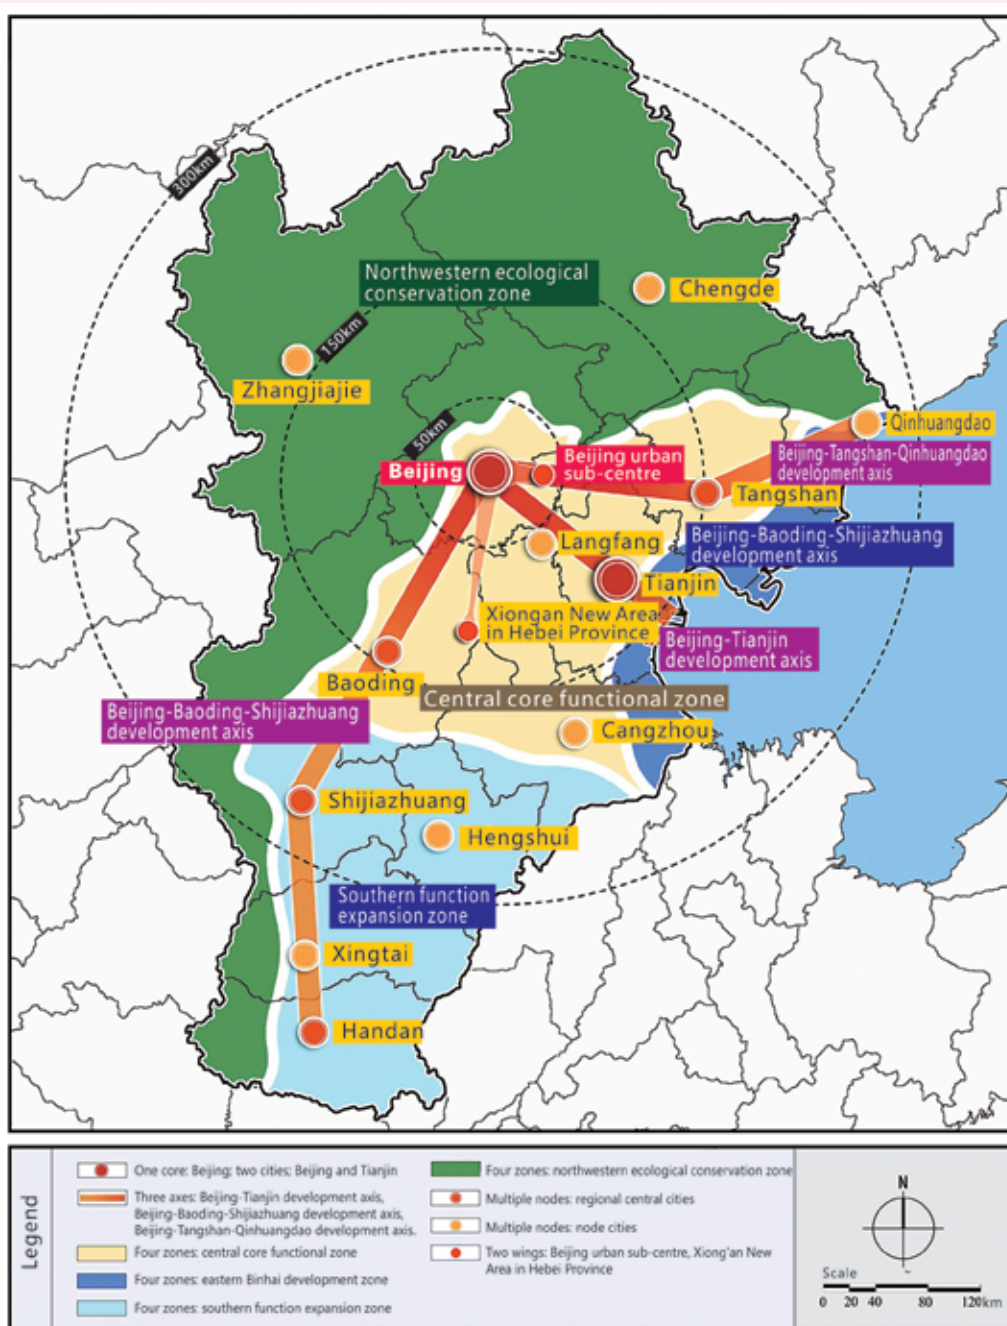 300km
Northwestern ecological
conservation zone
Chengde
150km
Zhangjiajie
50km
Qinhuangdao
Beijing
Beijing urban
sub-centre
Beijing-Tangshan-Qinhuangdao
development axis
Tangshan
Langfang
Beijing-Baoding-Shijiazhuang
development axis
Tianjin
Xiongan New Area
in Hebei Province
Beijing-Tianjin
development axis
Baoding
Central core functional zone
Beijing-Baoding-Shijiazhuang
development axis
Cangzhou
Shijiazhuang
Hengshui
Southern function
expansion zone
Xingtai
Handan
Legend
One core: Beijing; two cities; Beijing and Tianjin
Three axes: Beijing-Tianjin development axis,
Beijing-Baoding-Shijiazhuang development axis,
Beijing-Tangshan-Qinhuangdao development axis.
Four zones: central core functional zone
Four zones: eastern Binhai development zone
Four zones: southern function expansion zone
Four zones: northwestern ecological conservation zone
Multiple nodes: regional central cities
Multiple nodes: node cities
Two wings: Beijing urban sub-centre, Xiong'an New
Area in Hebei Province
N
Scale
0 20 40 80 120km